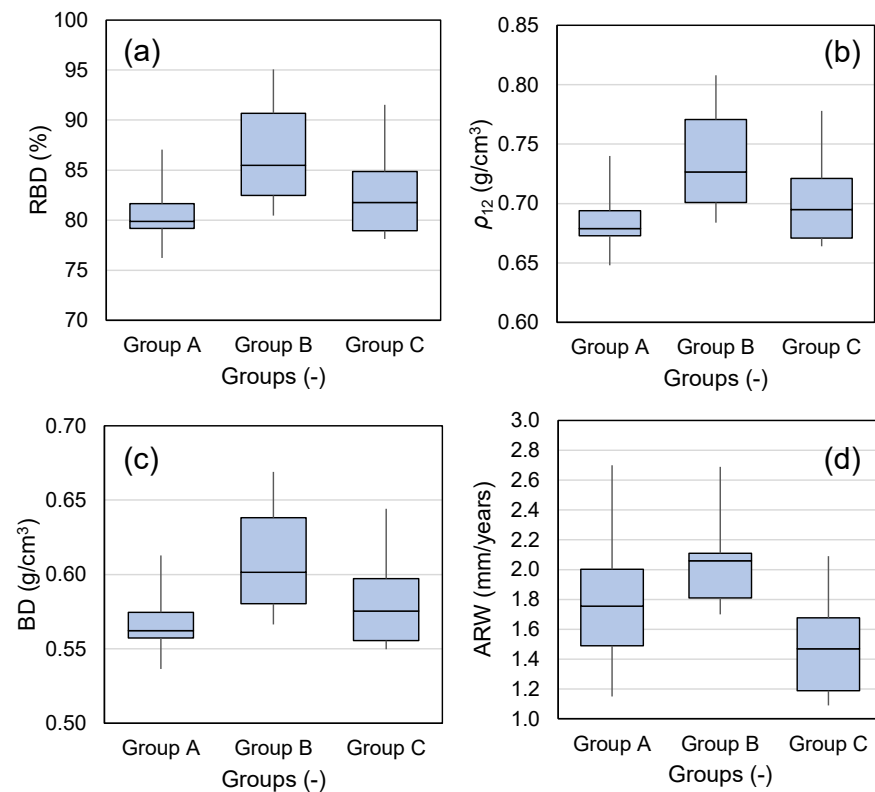 (a)
RBD (%)
100
95
90
85
80
75
70
Group A Group B Group C
Groups (-)
(b)
ρ12 (g/cm³)
0.85
0.80
0.75
0.70
0.65
0.60
Group A Group B Group C
Groups (-)
(c)
BD (g/cm³)
0.70
0.65
0.60
0.55
0.50
Group A Group B Group C
Groups (-)
(d)
ARW (mm/years)
3.0
2.8
2.6
2.4
2.2
2.0
1.8
1.6
1.4
1.2
1.0
Group A Group B Group C
Groups (-)